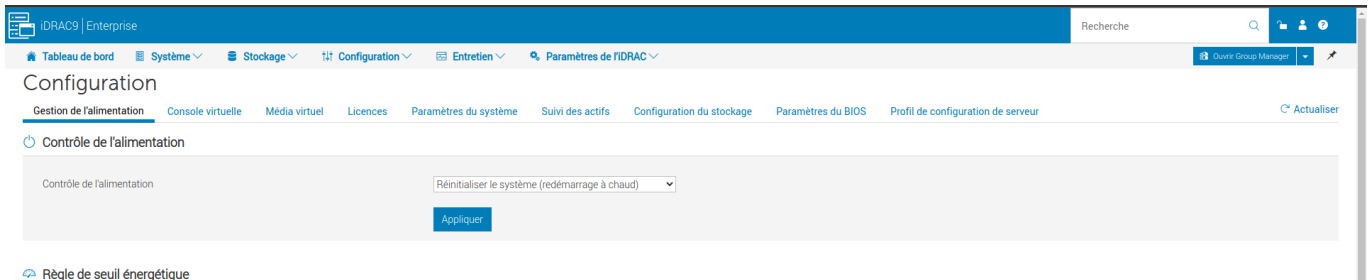 iDRAC9 | Enterprise
Recherche
Tableau de bord Système Stockage Configuration Entretien Paramètres de l'iDRAC Ouvrir Group Manager
Configuration
Gestion de l'alimentation Console virtuelle Média virtuel Licences Paramètres du système Suivi des actifs Configuration du stockage Paramètres du BIOS Profil de configuration de serveur Actualiser
Contrôle de l'alimentation
Contrôle de l'alimentation Réinitialiser le système (redémarrage à chaud)
Appliquer
Règle de seuil énergétique